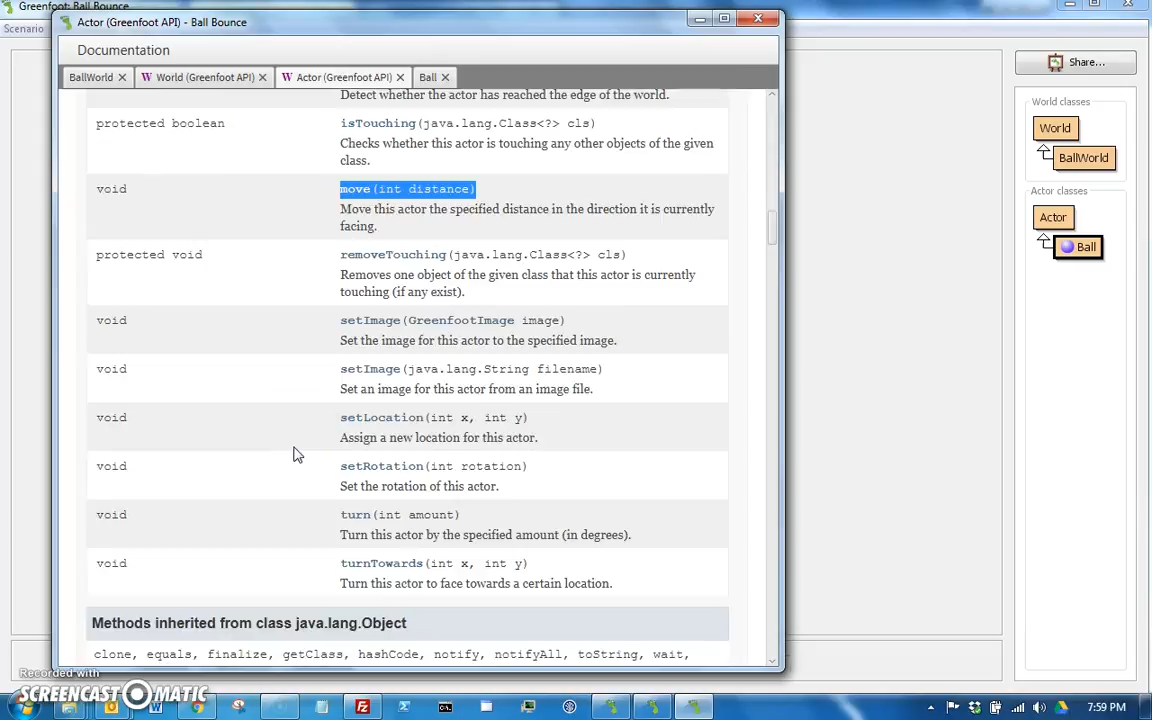 Greenfoot: Ball Bounce
Actor (Greenfoot API) - Ball Bounce
Scenario
Documentation
Share...
BallWorld
World (Greenfoot API)
Actor (Greenfoot API)
Ball
Detect whether the actor has reached the edge of the world.
World classes
protected boolean
isTouching(java.lang.Class<?> cls)
World
Checks whether this actor is touching any other objects of the given
class.
BallWorld
void
move(int distance)
Actor classes
Move this actor the specified distance in the direction it is currently
facing.
Actor
protected void
removeTouching(java.lang.Class<?> cls)
Ball
Removes one object of the given class that this actor is currently
touching (if any exist).
void
setImage(GreenfootImage image)
Set the image for this actor to the specified image.
void
setImage(java.lang.String filename)
Set an image for this actor from an image file.
void
setLocation(int x, int y)
Assign a new location for this actor.
void
setRotation(int rotation)
Set the rotation of this actor.
void
turn(int amount)
Turn this actor by the specified amount (in degrees).
void
turnTowards(int x, int y)
Turn this actor to face towards a certain location.
Methods inherited from class java.lang.Object
clone, equals, finalize, getClass, hashCode, notify, notifyAll, toString, wait,
Recorded with
SCREENCAST-O-MATIC
7:59 PM